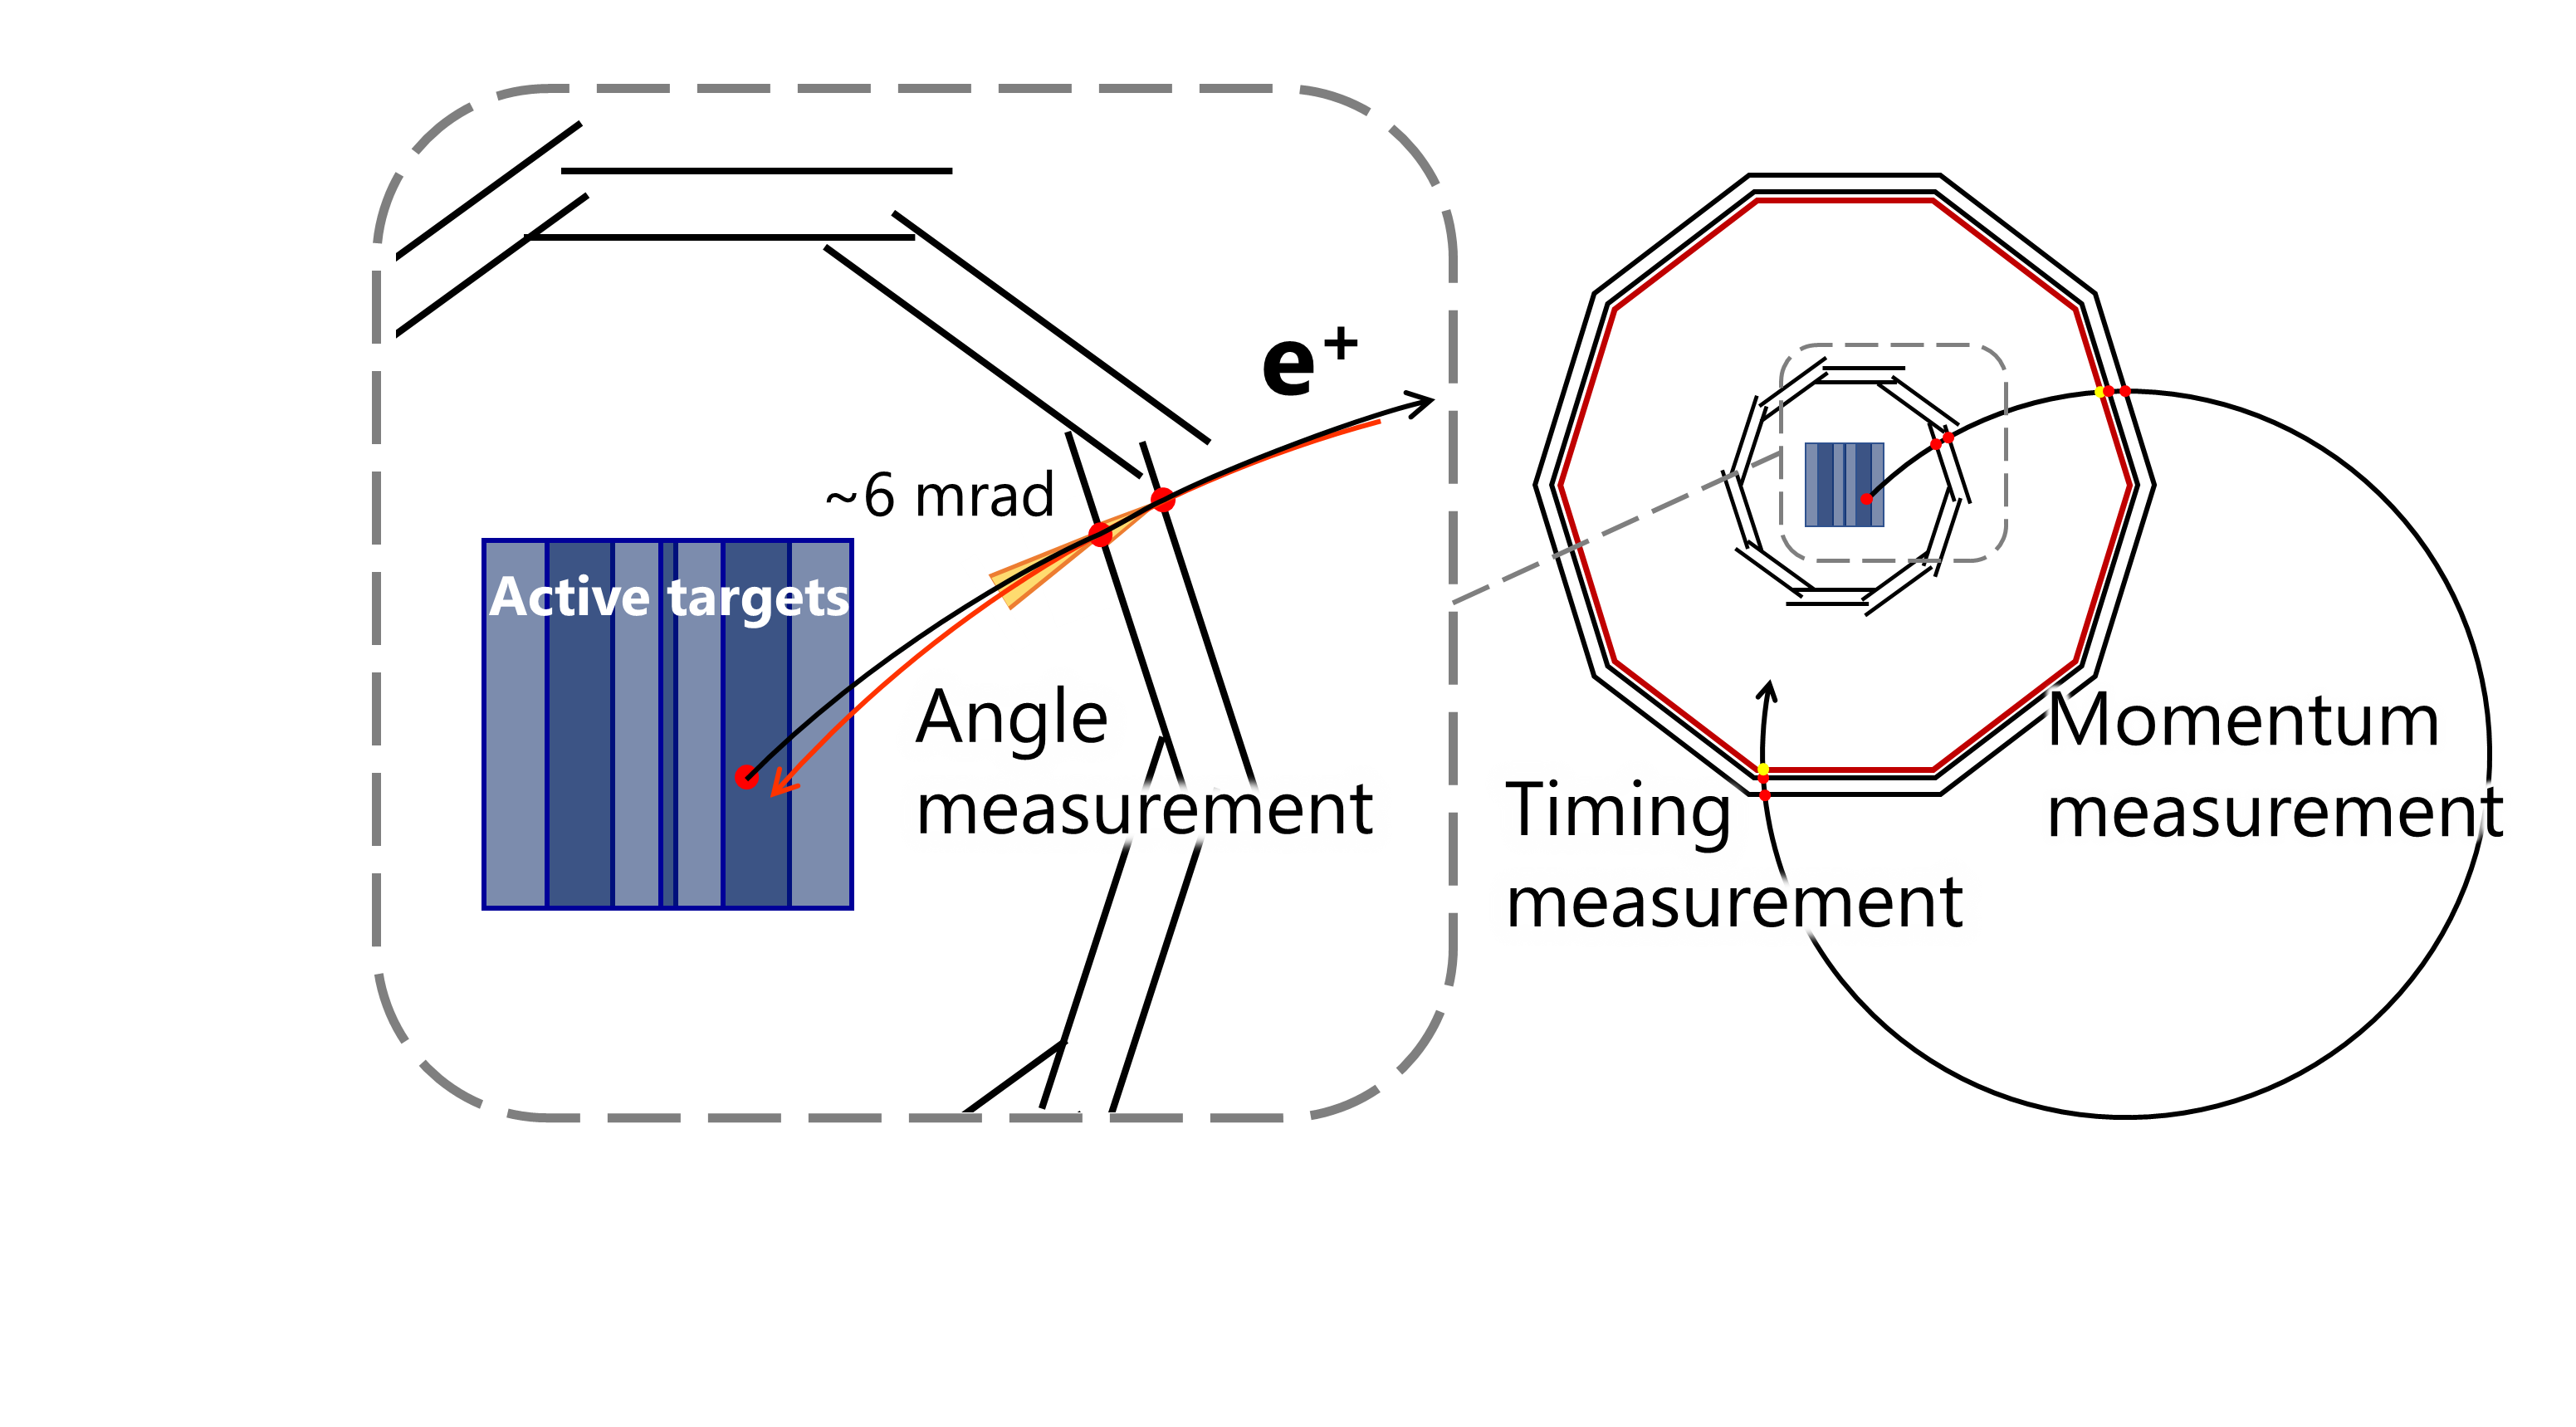 e⁺
~6 mrad
Active targets
Angle
measurement
Timing
measurement
Momentum
measurement